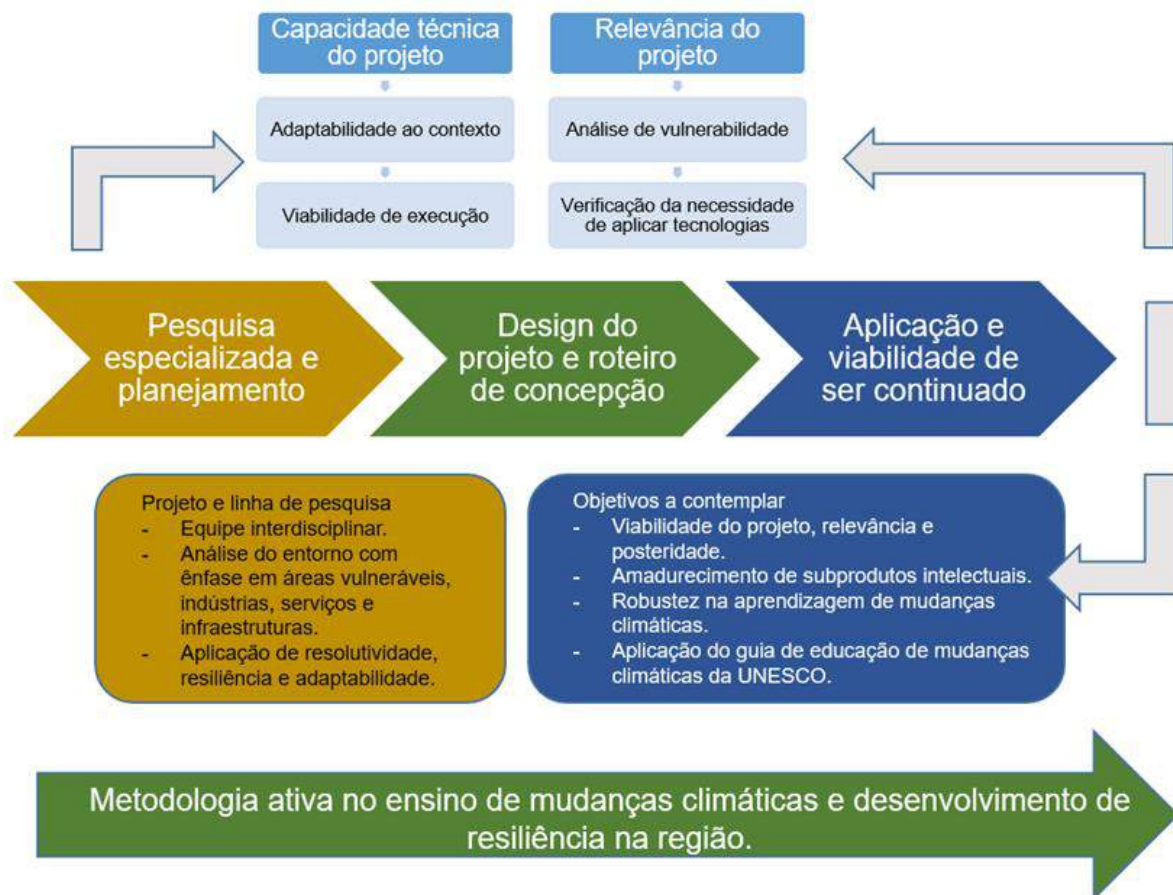 Capacidade técnica
do projeto
Adaptabilidade ao contexto
Viabilidade de execução
Relevância do
projeto
Análise de vulnerabilidade
Verificação da necessidade
de aplicar tecnologias
Pesquisa
especializada e
planejamento
Design do
projeto e roteiro
de concepção
Aplicação e
viabilidade de
ser continuado
Projeto e linha de pesquisa
- Equipe interdisciplinar.
- Análise do entorno com
ênfase em áreas vulneráveis,
indústrias, serviços e
infraestruturas.
- Aplicação de resolutividade,
resiliência e adaptabilidade.
Objetivos a contemplar
- Viabilidade do projeto, relevância e
posteridade.
- Amadurecimento de subprodutos intelectuais.
- Robustez na aprendizagem de mudanças
climáticas.
- Aplicação do guia de educação de mudanças
climáticas da UNESCO.
Metodologia ativa no ensino de mudanças climáticas e desenvolvimento de
resiliência na região.